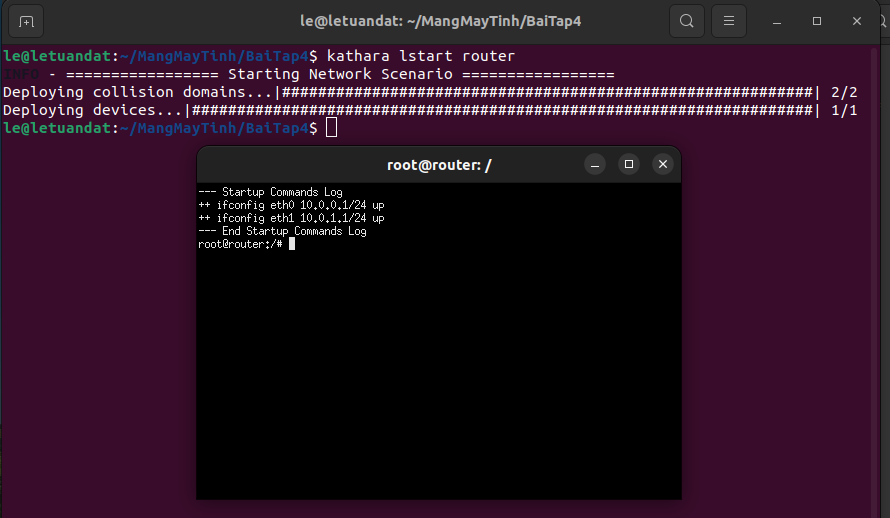 le@letuandat: ~/MangMayTinh/BaiTap4
le@letuandat:~/MangMayTinh/BaiTap4$ kathara lstart router
INFO - ================= Starting Network Scenario =================
Deploying collision domains...|###########################################################| 2/2
Deploying devices...|#####################################################################| 1/1
le@letuandat:~/MangMayTinh/BaiTap4$
root@router: /
--- Startup Commands Log
++ ifconfig eth0 10.0.0.1/24 up
++ ifconfig eth1 10.0.1.1/24 up
--- End Startup Commands Log
root@router:/#